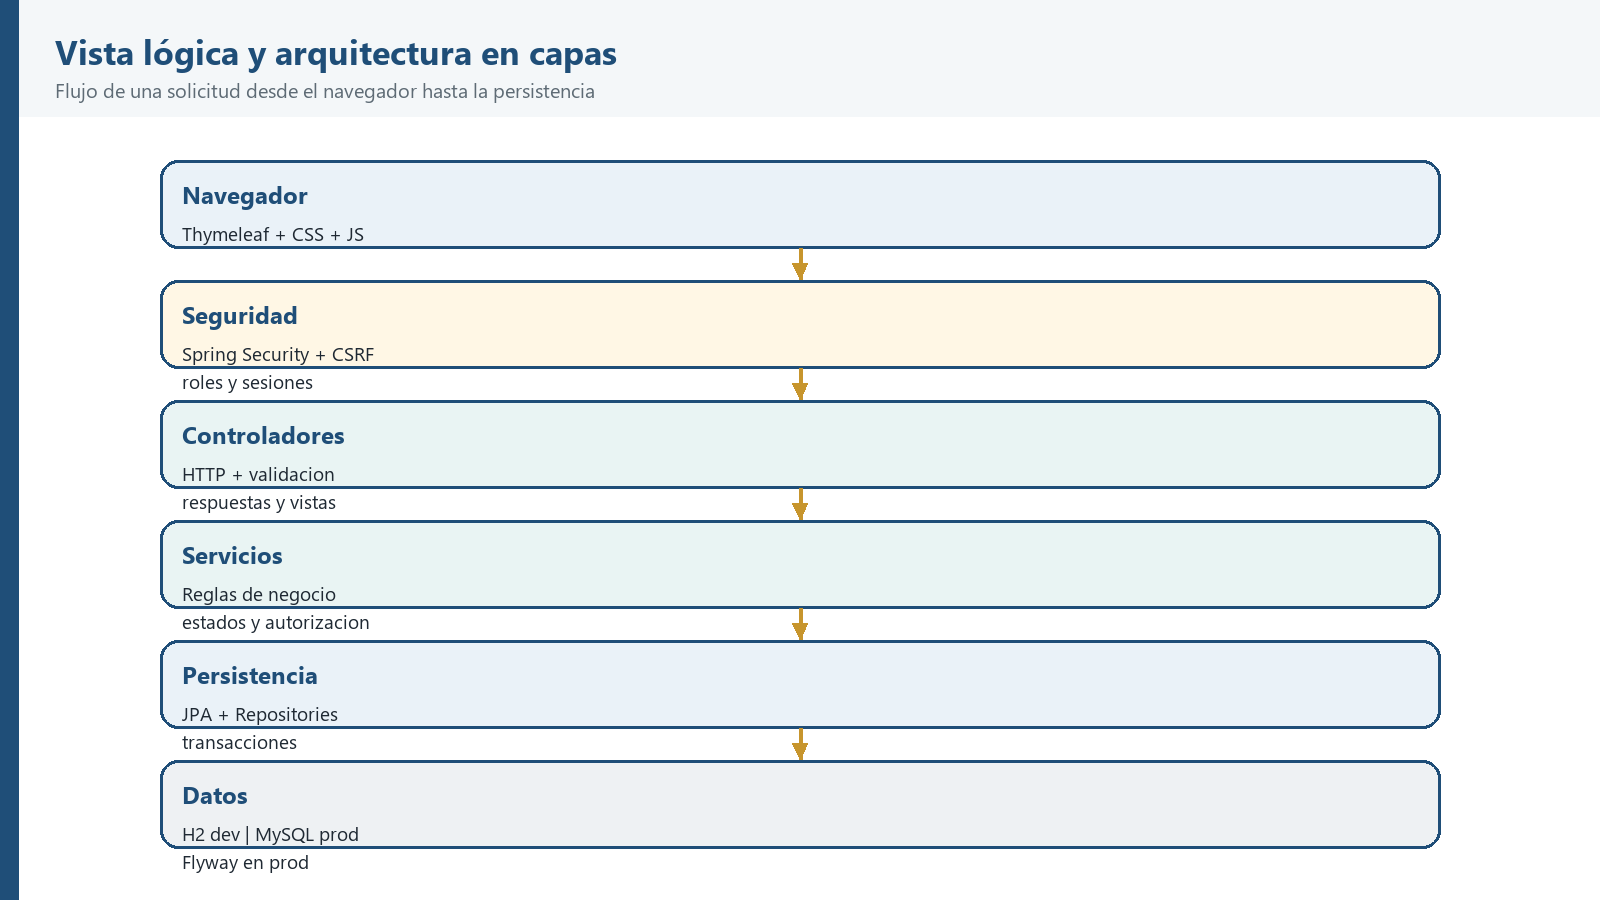 Vista lógica y arquitectura en capas
Flujo de una solicitud desde el navegador hasta la persistencia
Navegador
Thymeleaf + CSS + JS
Seguridad
Spring Security + CSRF
roles y sesiones
Controladores
HTTP + validacion
respuestas y vistas
Servicios
Reglas de negocio
estados y autorizacion
Persistencia
JPA + Repositories
transacciones
Datos
H2 dev | MySQL prod
Flyway en prod